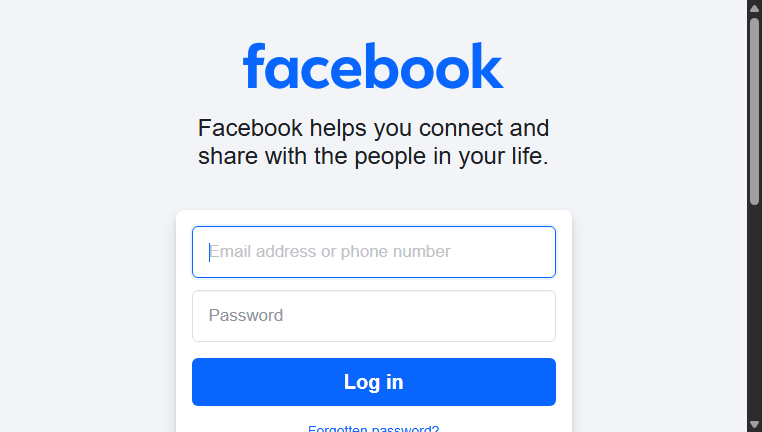 facebook
Facebook helps you connect and
share with the people in your life.
Email address or phone number
Password
Log in
Forgotten password?